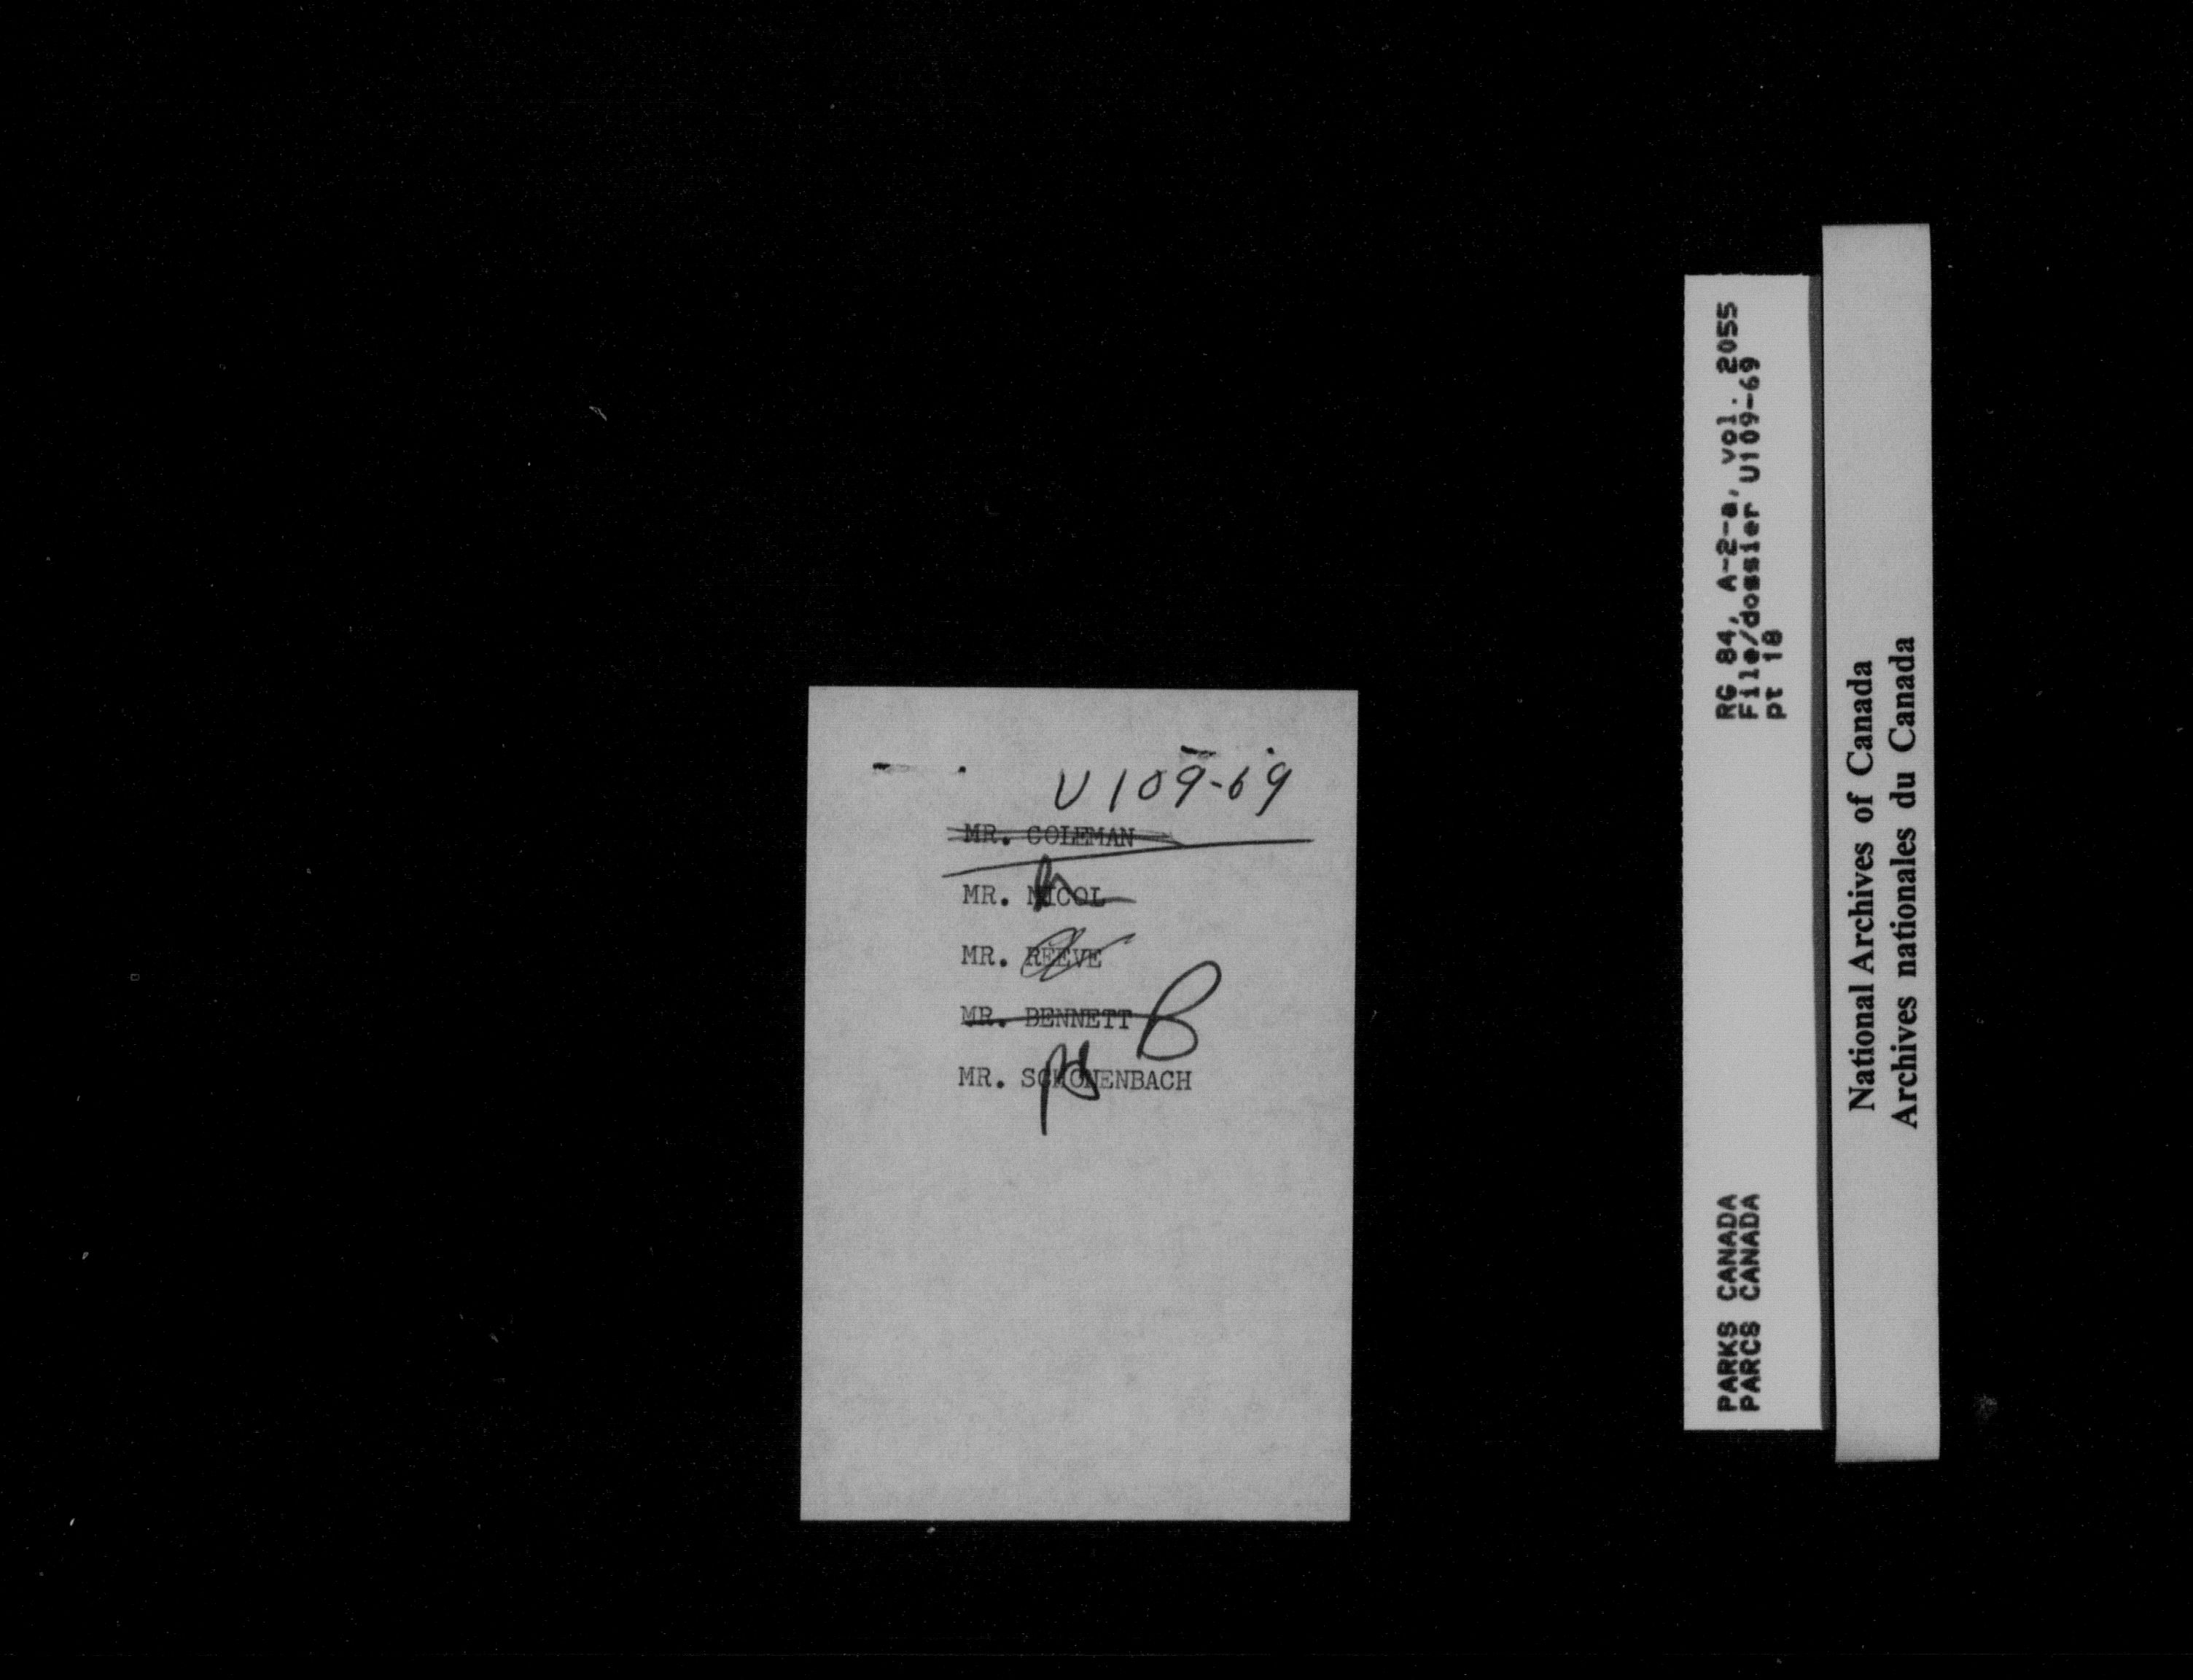 U109-69
MR. COLEMAN
MR. NICOL
MR. REEVE
MR. BENNETT B
MR. SCHONENBACH
RG 84, A-2-a, vol. 2055
File/dossier U109-69
pt 18
PARKS CANADA
PARCS CANADA
National Archives of Canada
Archives nationales du Canada